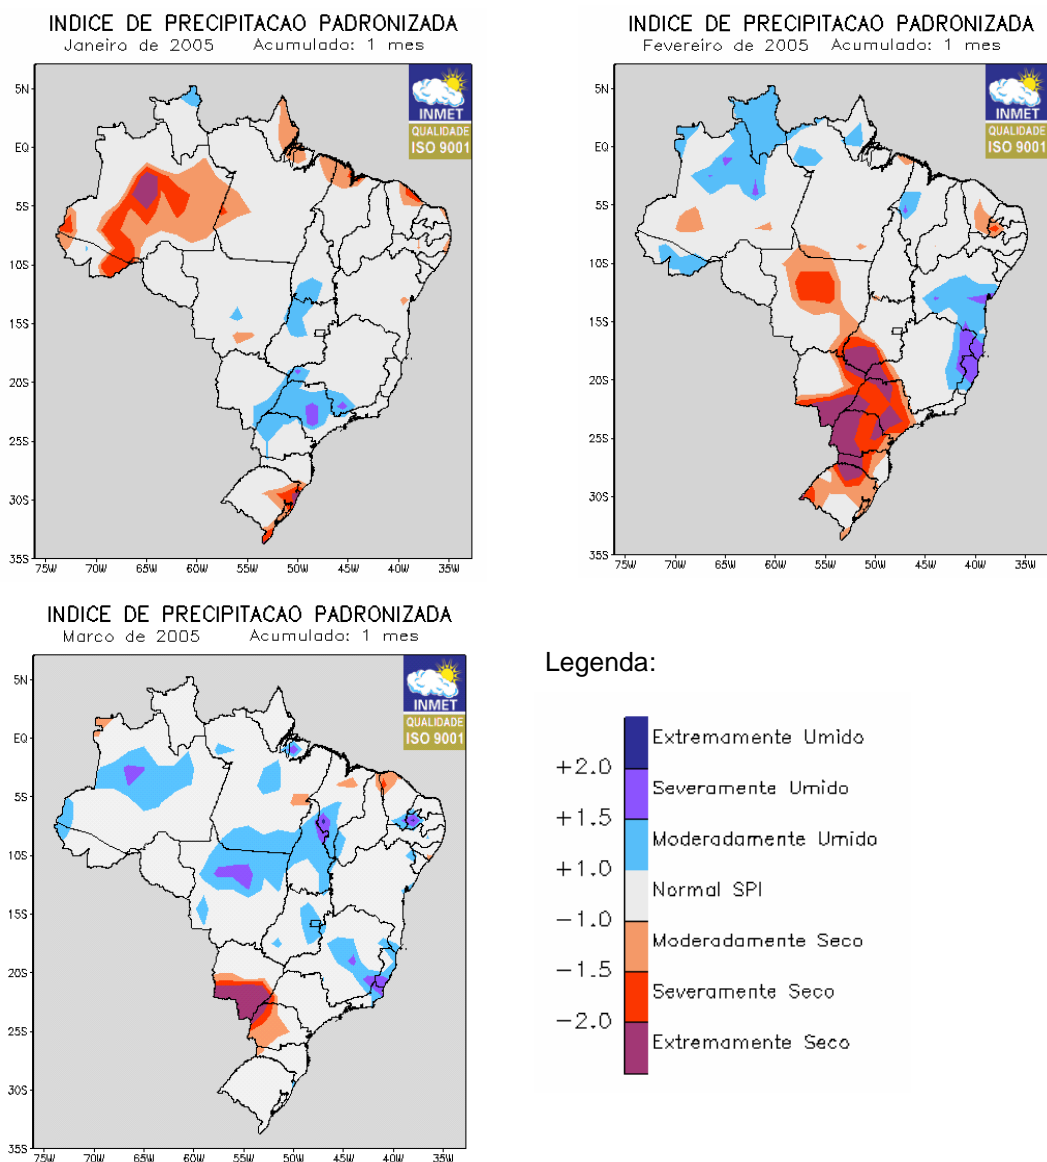 INDICE DE PRECIPITACAO PADRONIZADA
Janeiro de 2005 Acumulado: 1 mes
INMET
QUALIDADE
ISO 9001
5N
EQ
5S
10S
15S
20S
25S
30S
35S
75W 70W 65W 60W 55W 50W 45W 40W 35W
INDICE DE PRECIPITACAO PADRONIZADA
Fevereiro de 2005 Acumulado: 1 mes
INMET
QUALIDADE
ISO 9001
5N
EQ
5S
10S
15S
20S
25S
30S
35S
75W 70W 65W 60W 55W 50W 45W 40W 35W
INDICE DE PRECIPITACAO PADRONIZADA
Marco de 2005 Acumulado: 1 mes
INMET
QUALIDADE
ISO 9001
5N
EQ
5S
10S
15S
20S
25S
30S
35S
75W 70W 65W 60W 55W 50W 45W 40W 35W
Legenda:
Extremamente Umido
+2.0
Severamente Umido
+1.5
Moderadamente Umido
+1.0
Normal SPI
-1.0
Moderadamente Seco
-1.5
Severamente Seco
-2.0
Extremamente Seco